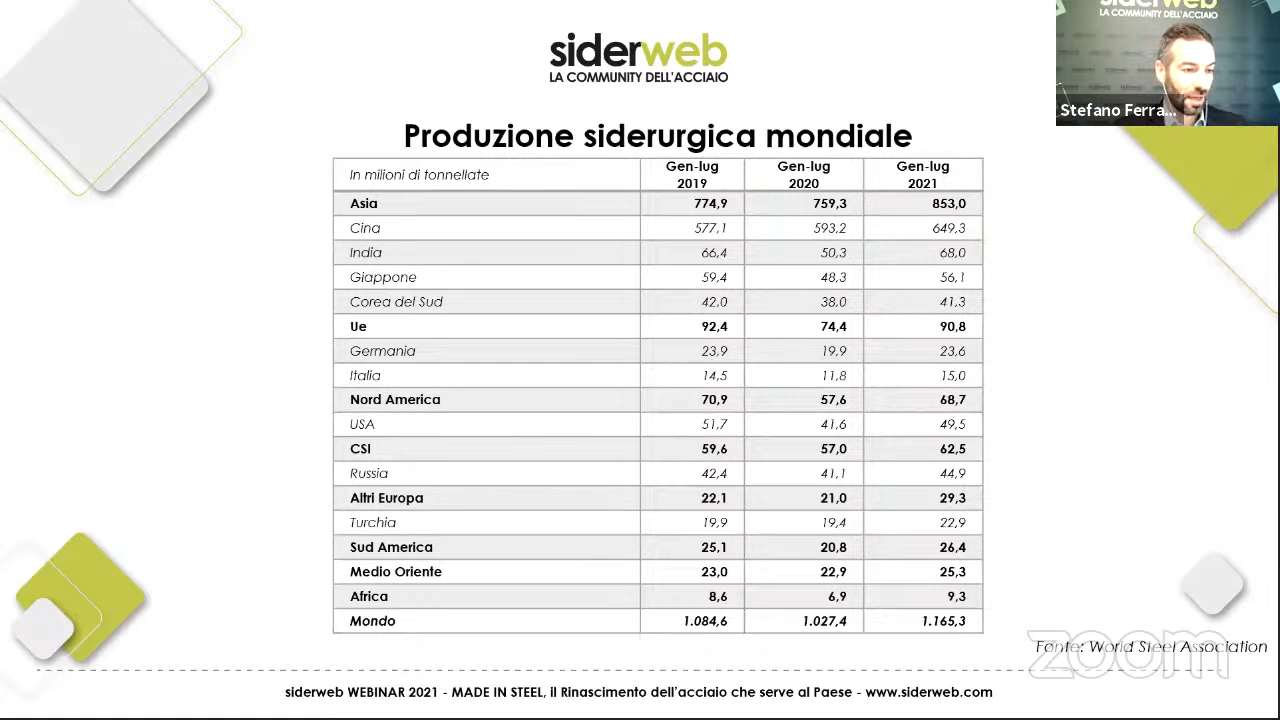 siderweb
LA COMMUNITY DELL'ACCIAIO
siderweb
LA COMMUNITY DELL'ACCIAIO
Stefano Ferra...
Produzione siderurgica mondiale
In milioni di tonnellate Gen-lug 2019 Gen-lug 2020 Gen-lug 2021
Asia 774,9 759,3 853,0
Cina 577,1 593,2 649,3
India 66,4 50,3 68,0
Giappone 59,4 48,3 56,1
Corea del Sud 42,0 38,0 41,3
Ue 92,4 74,4 90,8
Germania 23,9 19,9 23,6
Italia 14,5 11,8 15,0
Nord America 70,9 57,6 68,7
USA 51,7 41,6 49,5
CSI 59,6 57,0 62,5
Russia 42,4 41,1 44,9
Altri Europa 22,1 21,0 29,3
Turchia 19,9 19,4 22,9
Sud America 25,1 20,8 26,4
Medio Oriente 23,0 22,9 25,3
Africa 8,6 6,9 9,3
Mondo 1.084,6 1.027,4 1.165,3
Fonte: World Steel Association
zoom
siderweb WEBINAR 2021 - MADE IN STEEL, il Rinascimento dell'acciaio che serve al Paese - www.siderweb.com